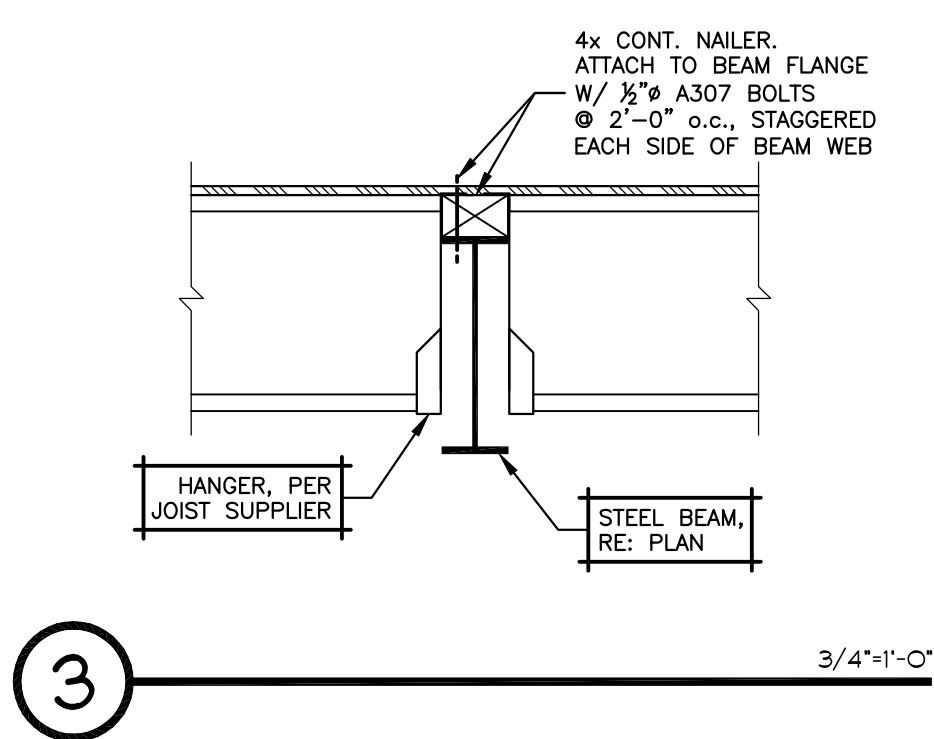 4x CONT. NAILER.
ATTACH TO BEAM FLANGE
W/ ½"ø A307 BOLTS
@ 2'-0" o.c., STAGGERED
EACH SIDE OF BEAM WEB
HANGER, PER
JOIST SUPPLIER
STEEL BEAM,
RE: PLAN
3
3/4"=1'-0"